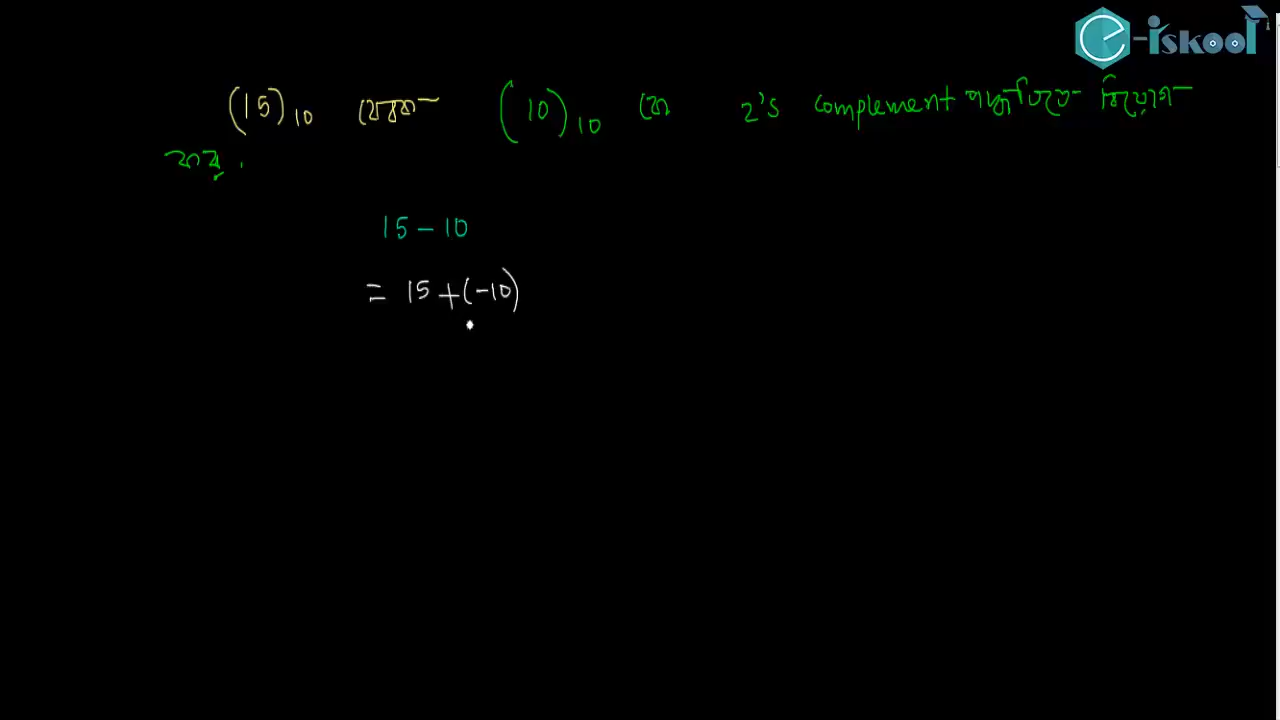 e-iskool
(15)₁₀ থেকে (10)₁₀ কে 2's complement পদ্ধতিতে বিয়োগ
কর.
15 - 10
= 15 + (-10)